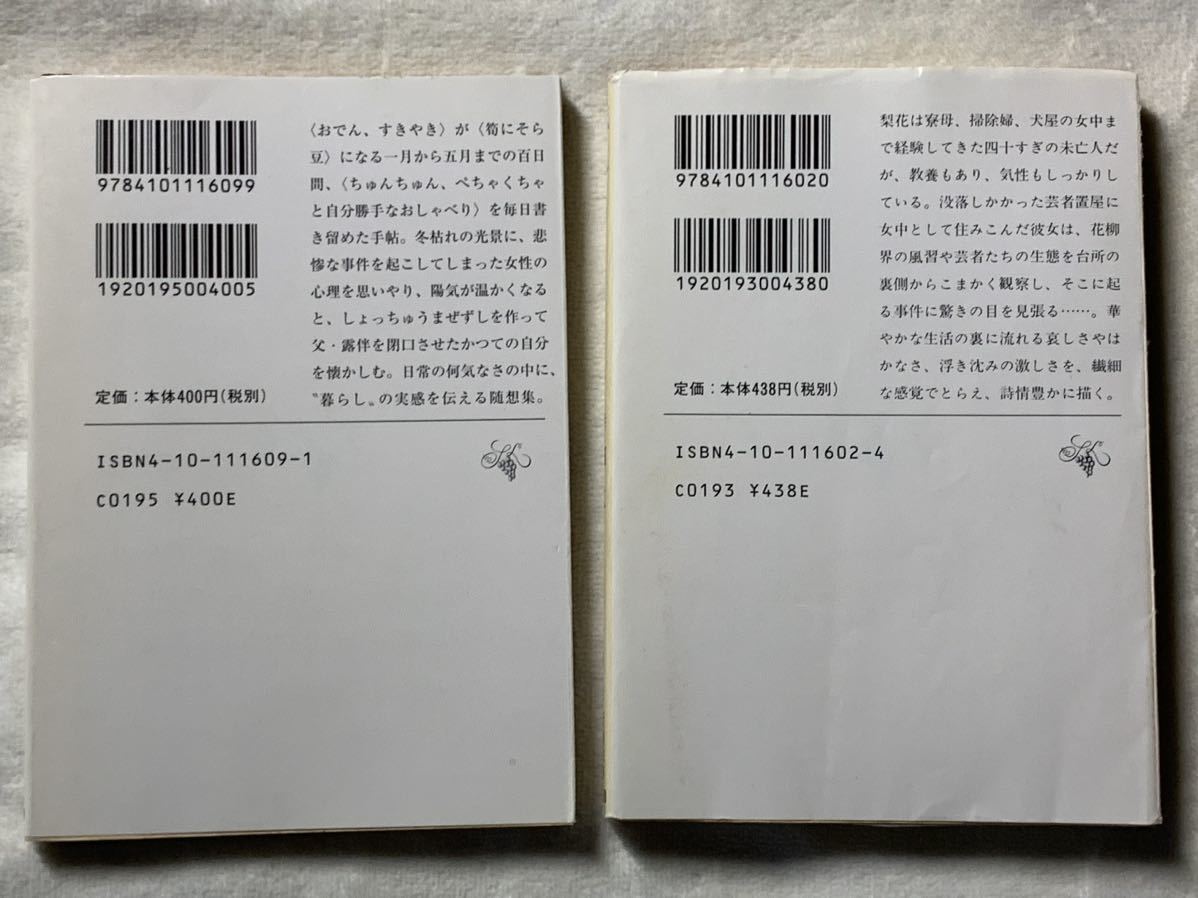 9784101116099
1920195004005
定価：本体400円(税別)
〈おでん、すきやき〉が〈筍にそら
豆〉になる一月から五月までの百日
間、〈ちゅんちゅん、ぺちゃくちゃ
と自分勝手なおしゃべり〉を毎日書
き留めた手帖。冬枯れの光景に、悲
惨な事件を起こしてしまった女性の
心理を思いやり、陽気が温かくなる
と、しょっちゅうまぜずしを作って
父・露伴を閉口させたかつての自分
を懐かしむ。日常の何気なさの中に、
〝暮らし〟の実感を伝える随想集。
ISBN4-10-111609-1
C0195 ¥400E
9784101116020
1920193004380
定価：本体438円(税別)
梨花は寮母、掃除婦、犬屋の女中ま
で経験してきた四十すぎの未亡人だ
が、教養もあり、気性もしっかりし
ている。没落しかかった芸者置屋に
女中として住みこんだ彼女は、花柳
界の風習や芸者たちの生態を台所の
裏側からこまかく観察し、そこに起
る事件に驚きの目を見張る……。華
やかな生活の裏に流れる哀しさやは
かなさ、浮き沈みの激しさを、繊細
な感覚でとらえ、詩情豊かに描く。
ISBN4-10-111602-4
C0193 ¥438E